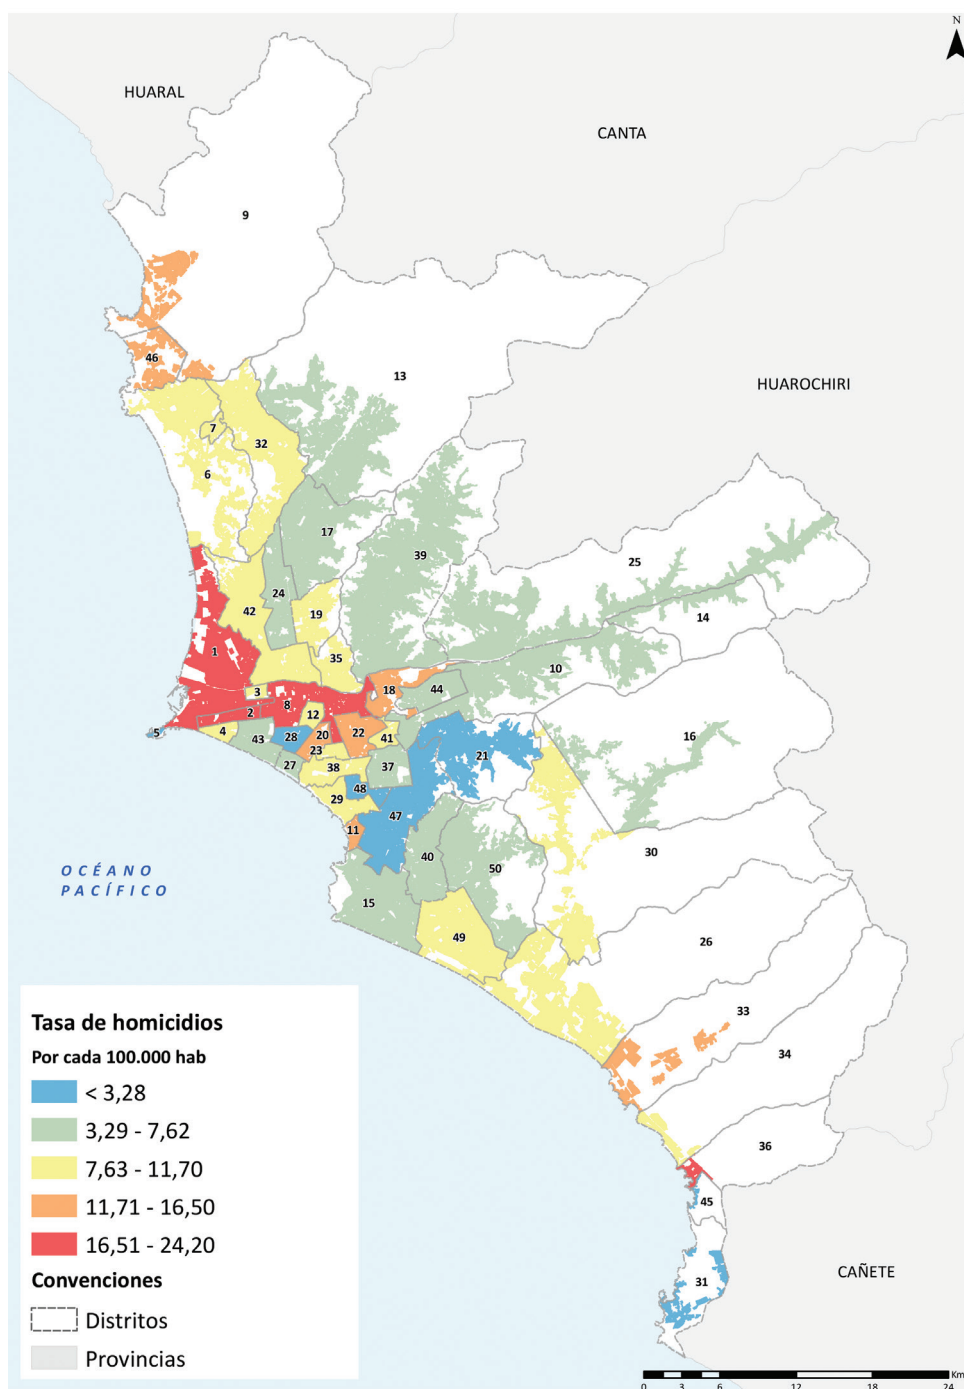 N
HUARAL
CANTA
9
46
13
HUAROCHIRI
7
32
6
17
39
25
24
14
42
19
35
1
10
3
18
44
2
8
12
16
5
4
43
28
20
22
41
23
21
27
38
37
48
29
47
11
30
40
50
OCÉANO
PACÍFICO
15
49
26
33
34
36
45
31
CAÑETE
Tasa de homicidios
Por cada 100.000 hab
< 3,28
3,29 - 7,62
7,63 - 11,70
11,71 - 16,50
16,51 - 24,20
Convenciones
Distritos
Provincias
Km
0 3 6 12 18 24